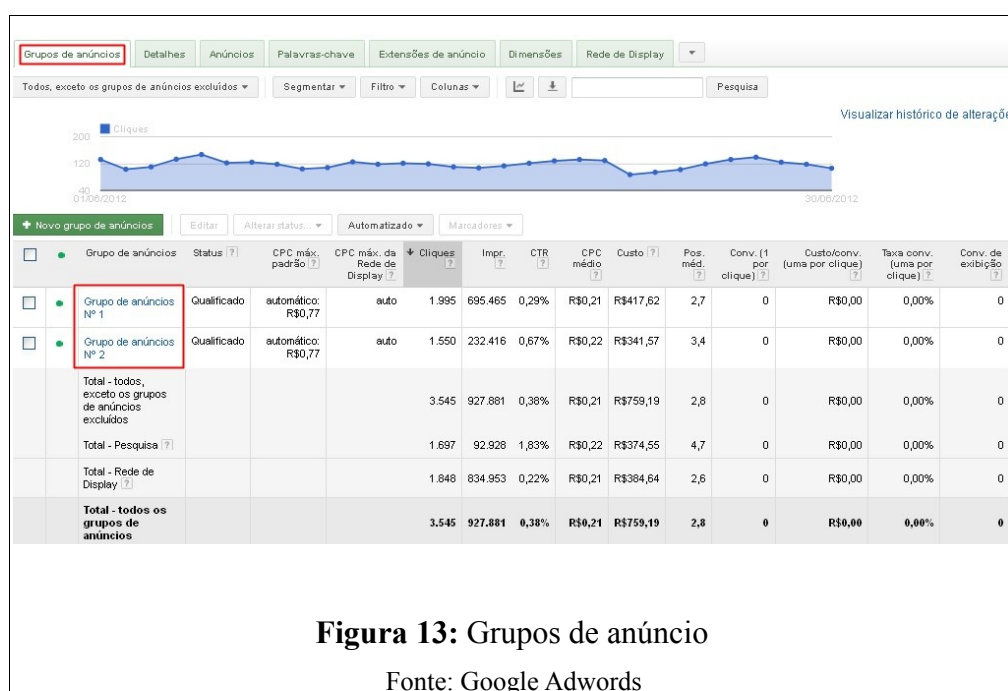 Grupos de anúncios Detalhes Anúncios Palavras-chave Extensões de anúncio Dimensões Rede de Display
Todos, exceto os grupos de anúncios excluídos Segmentar Filtro Colunas Pesquisa
Visualizar histórico de alteraçõe
Cliques
200
120
40
01/06/2012 30/06/2012
Novo grupo de anúncios Editar Alterar status... Automatizado Marcadores
Grupo de anúncios Status ? CPC máx. padrão ? CPC máx. da Rede de Display ? Cliques ? Impr. ? CTR ? CPC médio ? Custo ? Pos. méd. ? Conv. (1 por clique) ? Custo/conv. (uma por clique) ? Taxa conv. (uma por clique) ? Conv. de exibição ?
Grupo de anúncios Nº 1 Qualificado automático: R$0,77 auto 1.995 695.465 0,29% R$0,21 R$417,62 2,7 0 R$0,00 0,00% 0
Grupo de anúncios Nº 2 Qualificado automático: R$0,77 auto 1.550 232.416 0,67% R$0,22 R$341,57 3,4 0 R$0,00 0,00% 0
Total - todos, exceto os grupos de anúncios excluídos 3.545 927.881 0,38% R$0,21 R$759,19 2,8 0 R$0,00 0,00% 0
Total - Pesquisa ? 1.697 92.928 1,83% R$0,22 R$374,55 4,7 0 R$0,00 0,00% 0
Total - Rede de Display ? 1.848 834.953 0,22% R$0,21 R$384,64 2,6 0 R$0,00 0,00% 0
Total - todos os grupos de anúncios 3.545 927.881 0,38% R$0,21 R$759,19 2,8 0 R$0,00 0,00% 0
Figura 13: Grupos de anúncio
Fonte: Google Adwords